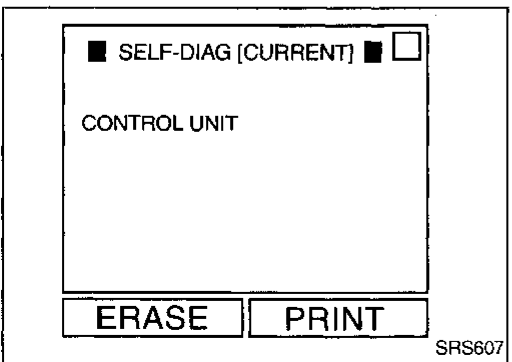 ■ SELF-DIAG [CURRENT] ■ □
CONTROL UNIT
ERASE PRINT
SRS607